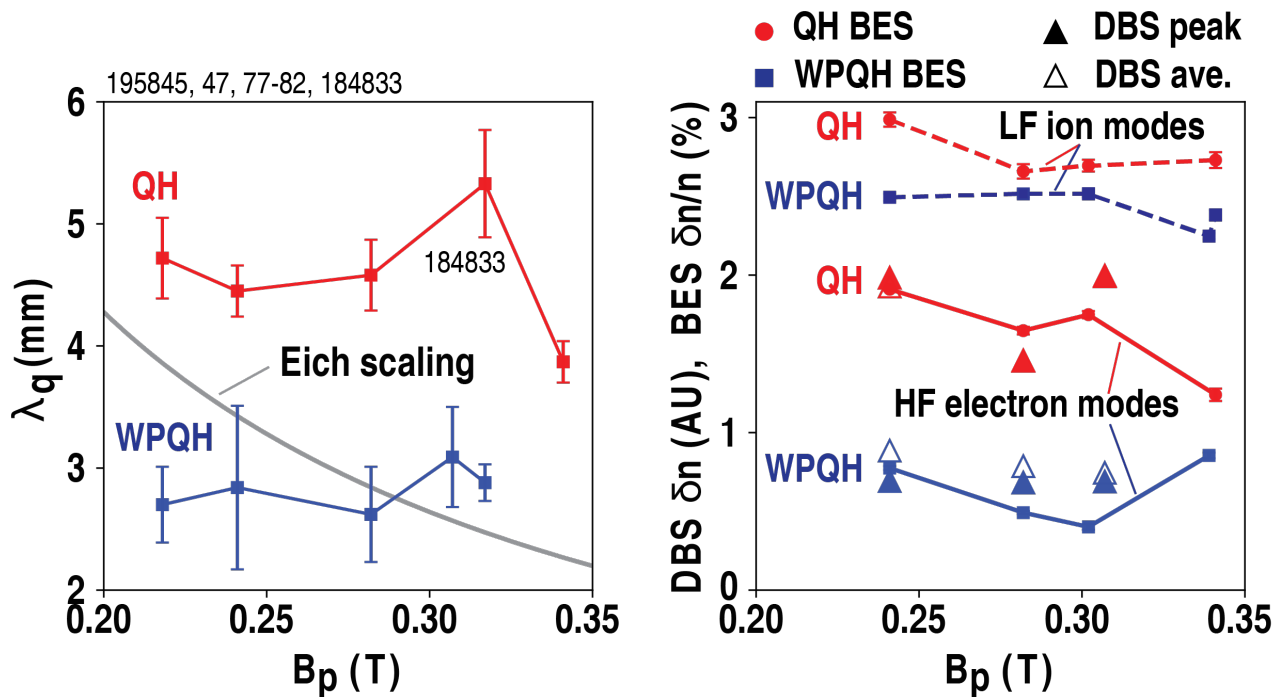 195845, 47, 77-82, 184833
6
5
4
3
2
λq (mm)
QH
184833
Eich scaling
WPQH
0.20
0.25
0.30
0.35
Bp (T)
QH BES
DBS peak
WPQH BES
DBS ave.
3
2
1
0
DBS δn (AU), BES δn/n (%)
QH
LF ion modes
WPQH
QH
HF electron modes
WPQH
0.20
0.25
0.30
0.35
Bp (T)